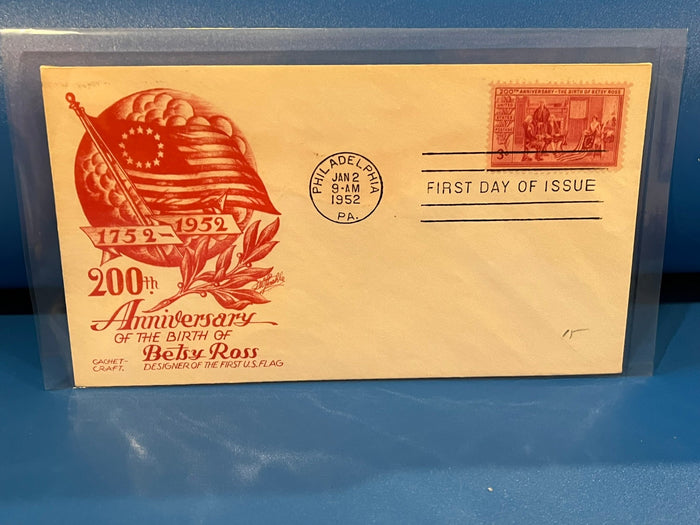 1752-1952
200th
Anniversary
OF THE BIRTH OF
Betsy Ross
DESIGNER OF THE FIRST U.S. FLAG
CACHET-
CRAFT.
PHILADELPHIA
JAN 2
9-AM
1952
PA.
200TH ANNIVERSARY - THE BIRTH OF BETSY ROSS
3¢
FIRST DAY OF ISSUE